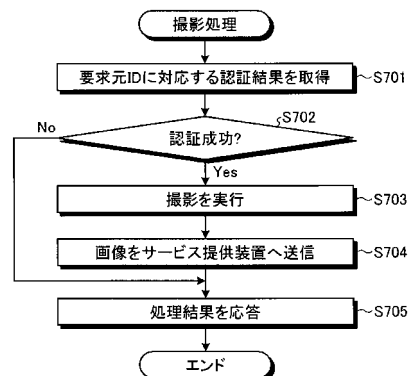 撮影処理
要求元IDに対応する認証結果を取得
S701
S702
認証成功?
No
Yes
撮影を実行
S703
画像をサービス提供装置へ送信
S704
処理結果を応答
S705
エンド